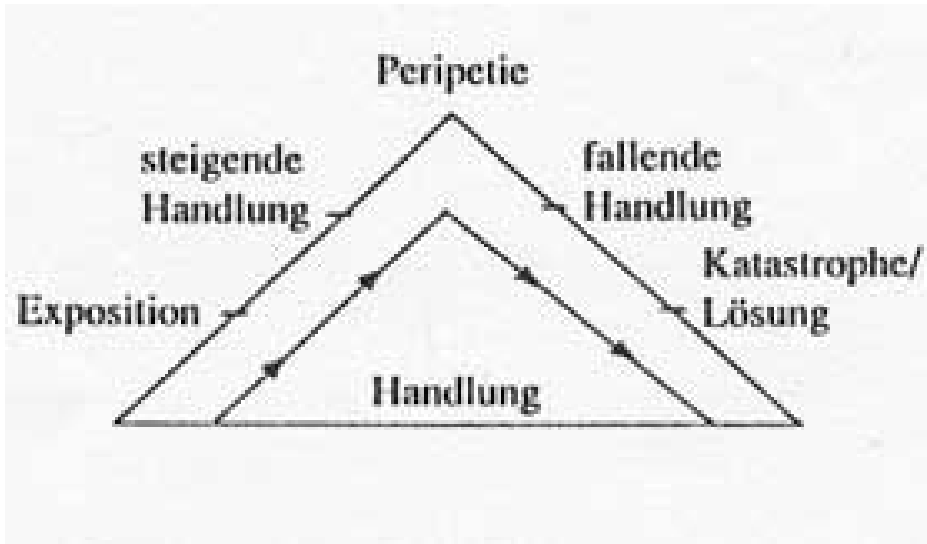 Peripetie
steigende
Handlung
fallende
Handlung
Exposition
Katastrophe/
Lösung
Handlung